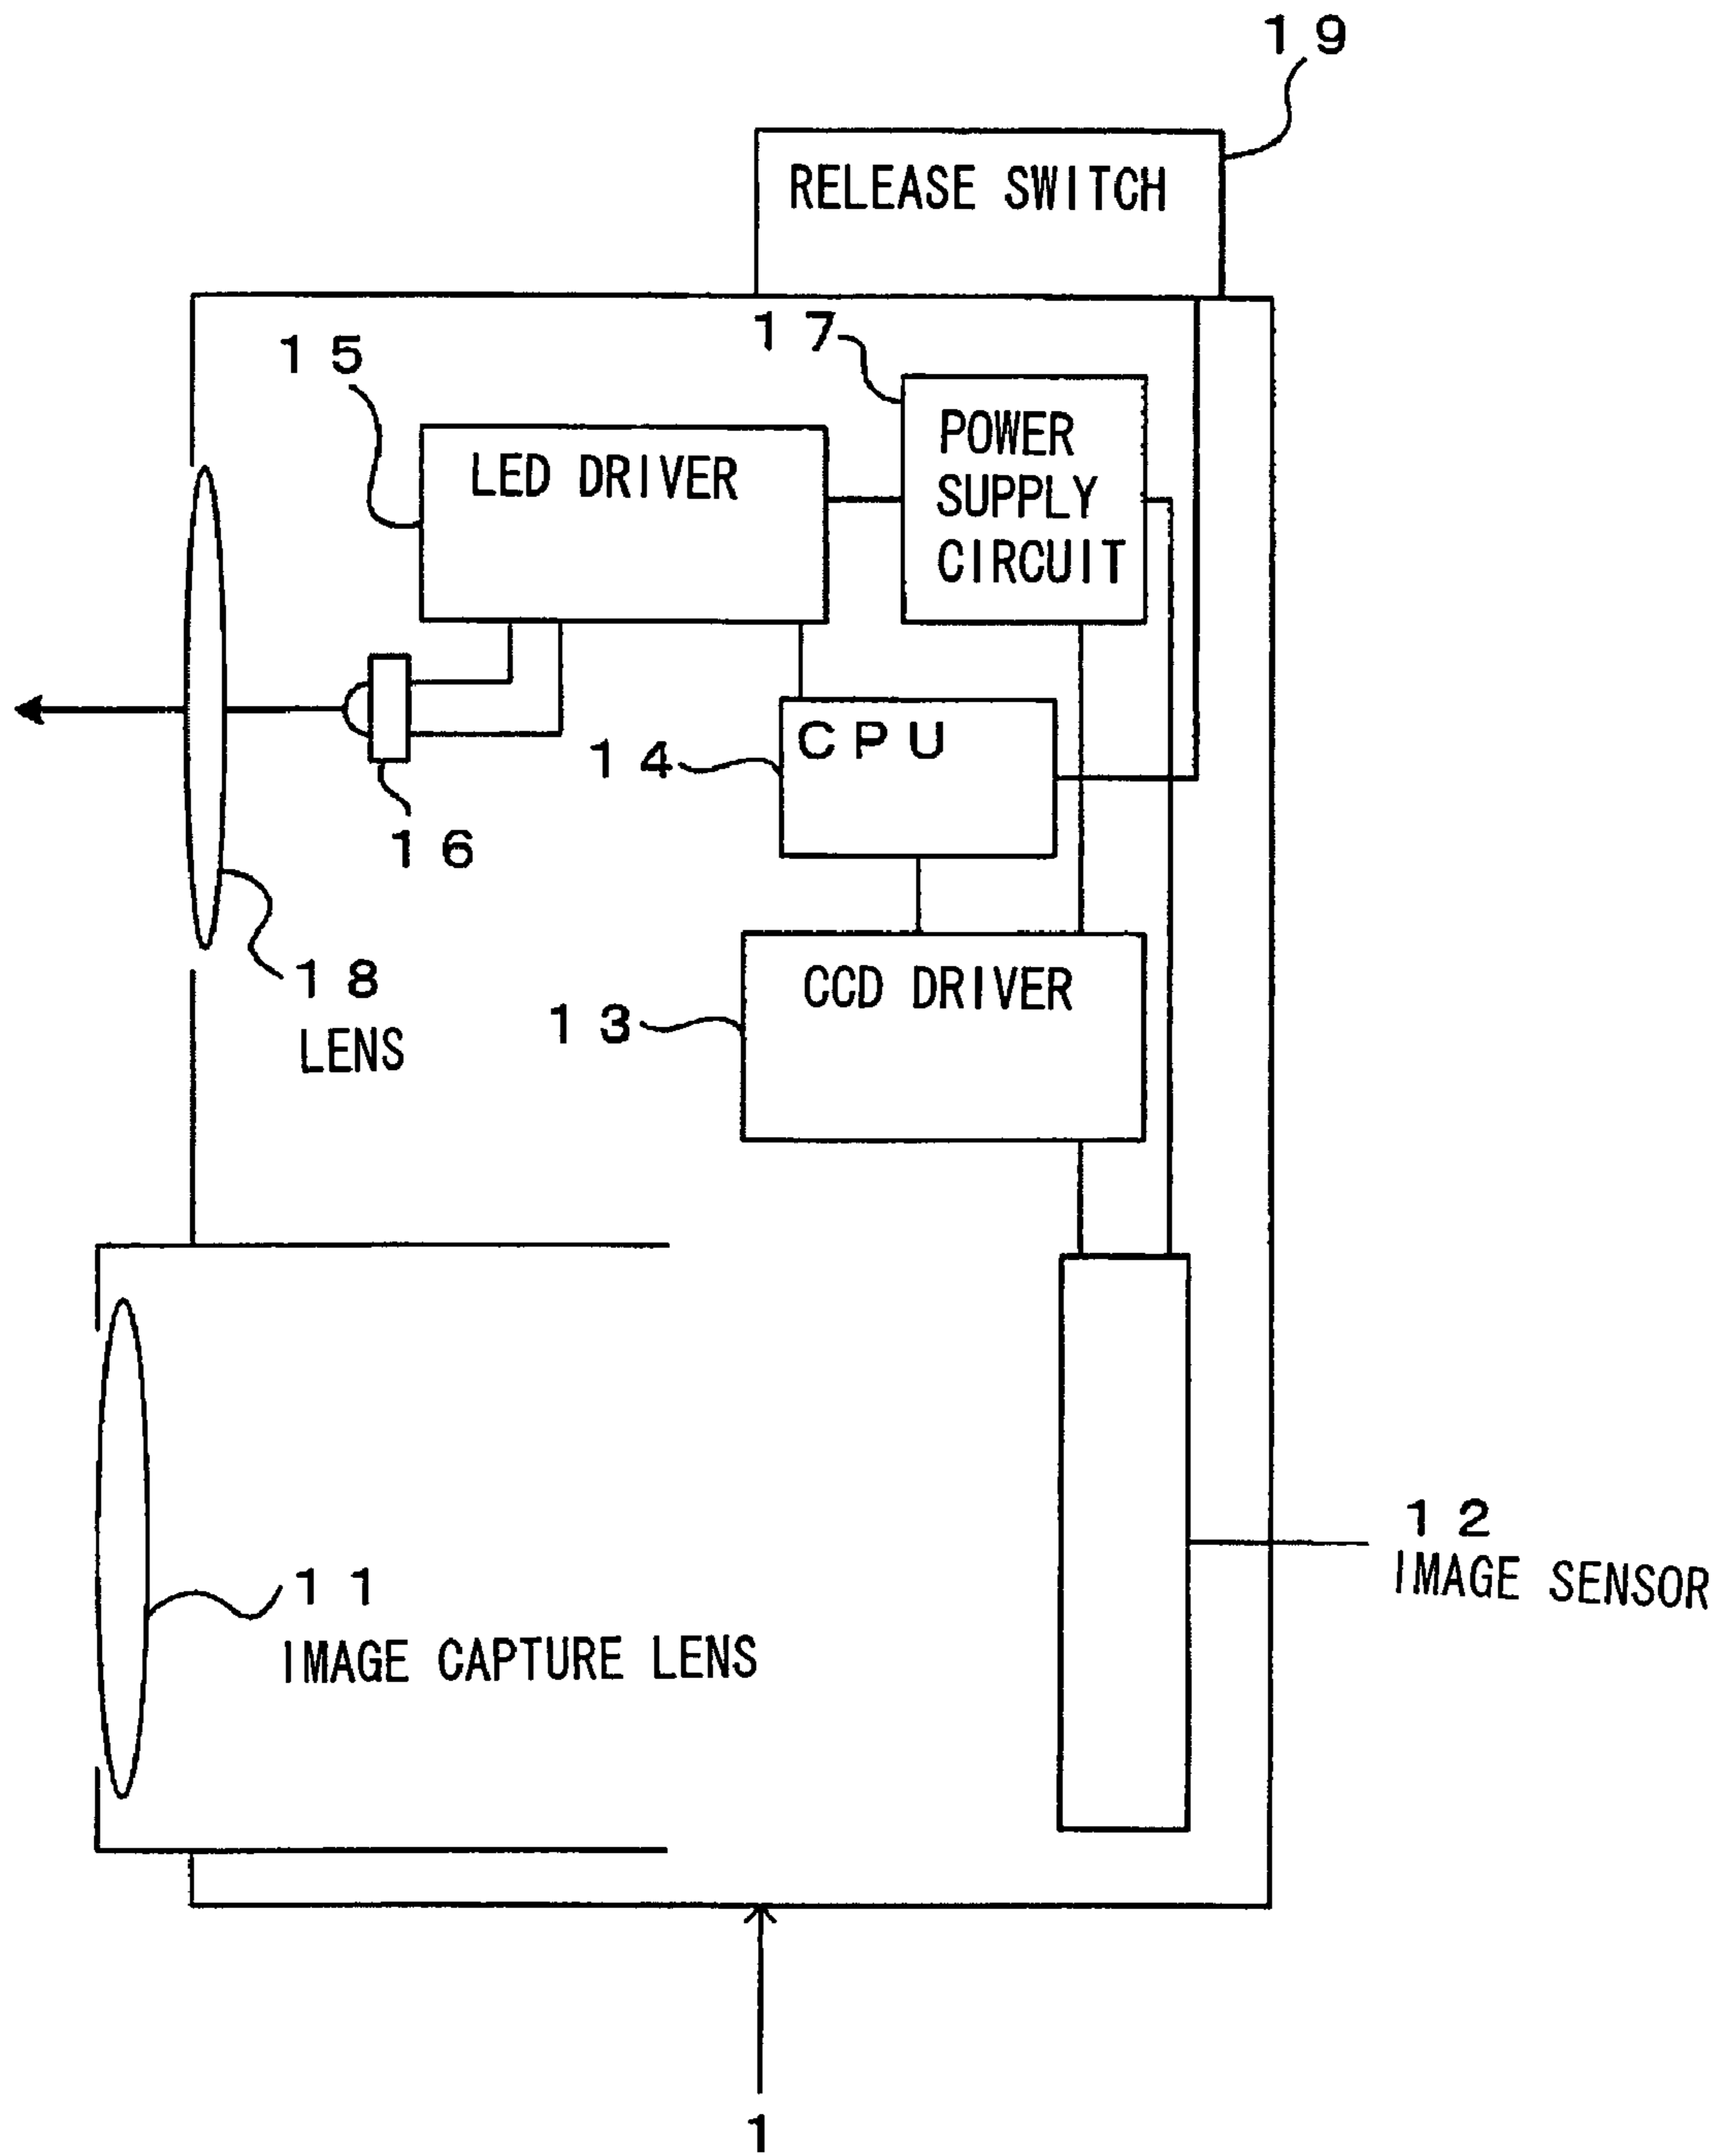 19
RELEASE SWITCH
17
15
POWER
SUPPLY
CIRCUIT
LED DRIVER
CPU
14
16
18
LENS
CCD DRIVER
13
12
IMAGE SENSOR
11
IMAGE CAPTURE LENS
1